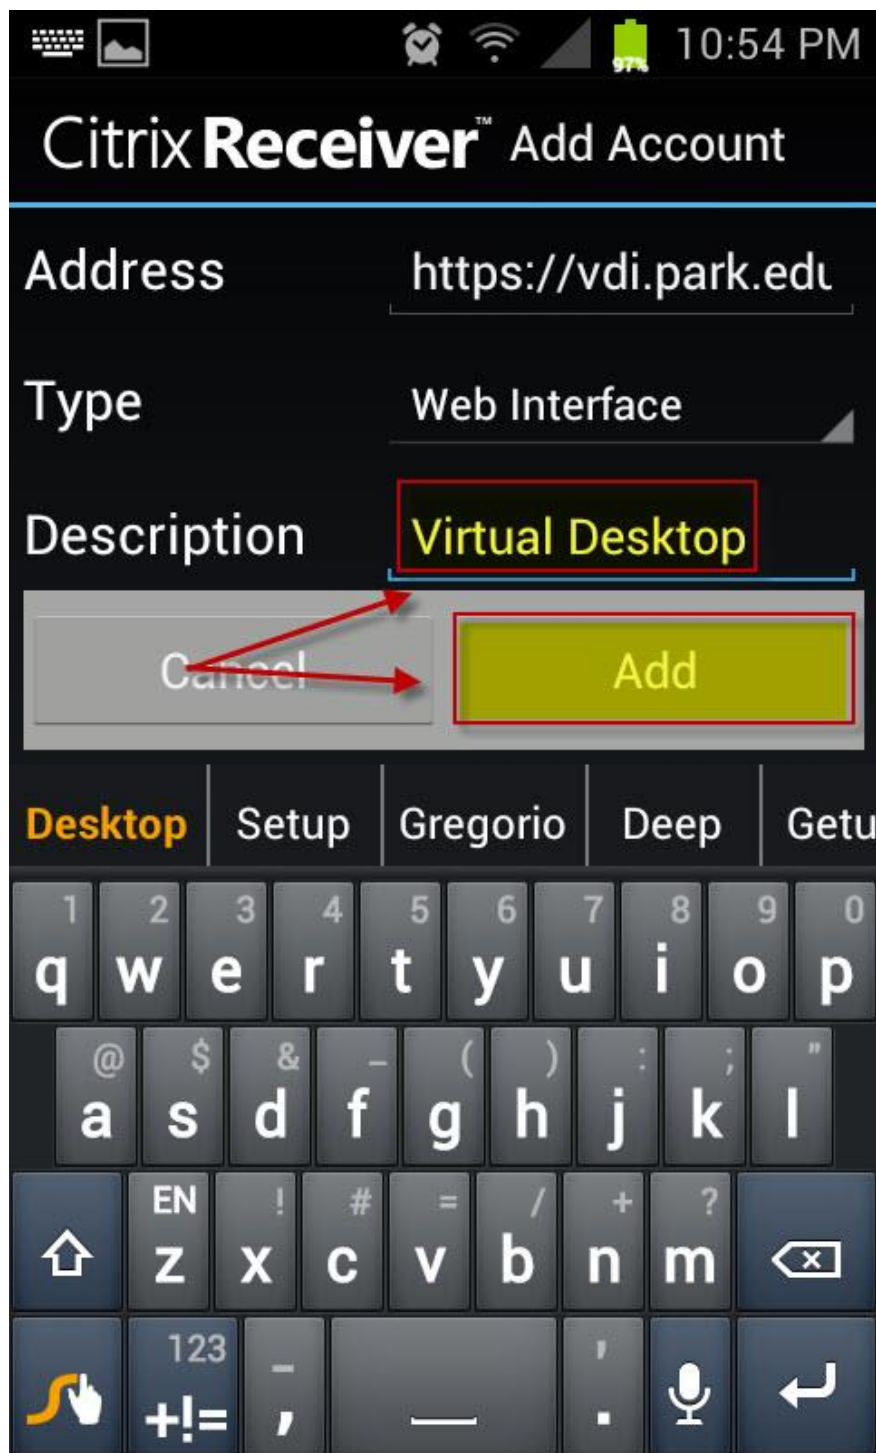 97% 10:54 PM
Citrix Receiver™ Add Account
Address https://vdi.park.edu
Type Web Interface
Description Virtual Desktop
Cancel Add
Desktop Setup Gregorio Deep Getu
1 2 3 4 5 6 7 8 9 0
q w e r t y u i o p
@ $ & _ ( ) : ; "
a s d f g h j k l
EN ! # = / + ?
z x c v b n m
123 - '
+!= , .